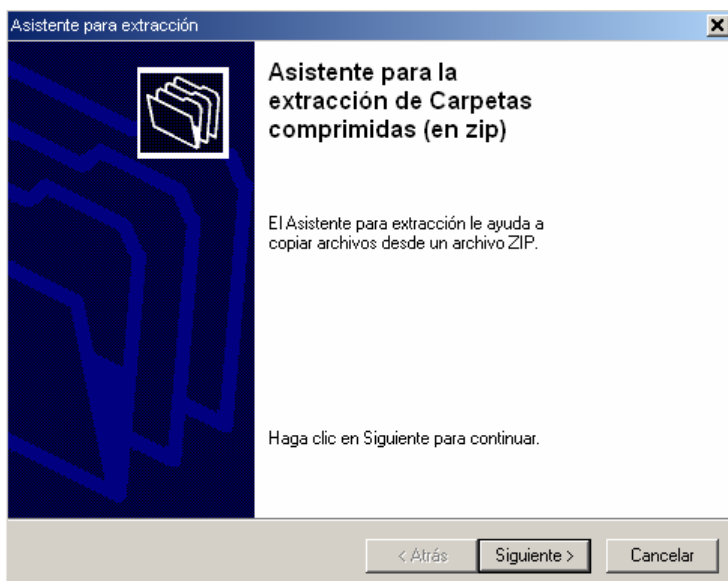 Asistente para extracción
Asistente para la
extracción de Carpetas
comprimidas (en zip)
El Asistente para extracción le ayuda a
copiar archivos desde un archivo ZIP.
Haga clic en Siguiente para continuar.
< Atrás
Siguiente >
Cancelar